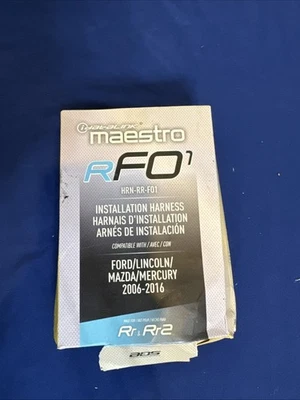 iDatalink
maestro
RFO1
HRN-RR-FO1
INSTALLATION HARNESS
HARNAIS D'INSTALLATION
ARNÉS DE INSTALACIÓN
COMPATIBLE WITH / AVEC / CON
FORD/LINCOLN/
MAZDA/MERCURY
2006-2016
Rr & Rr2